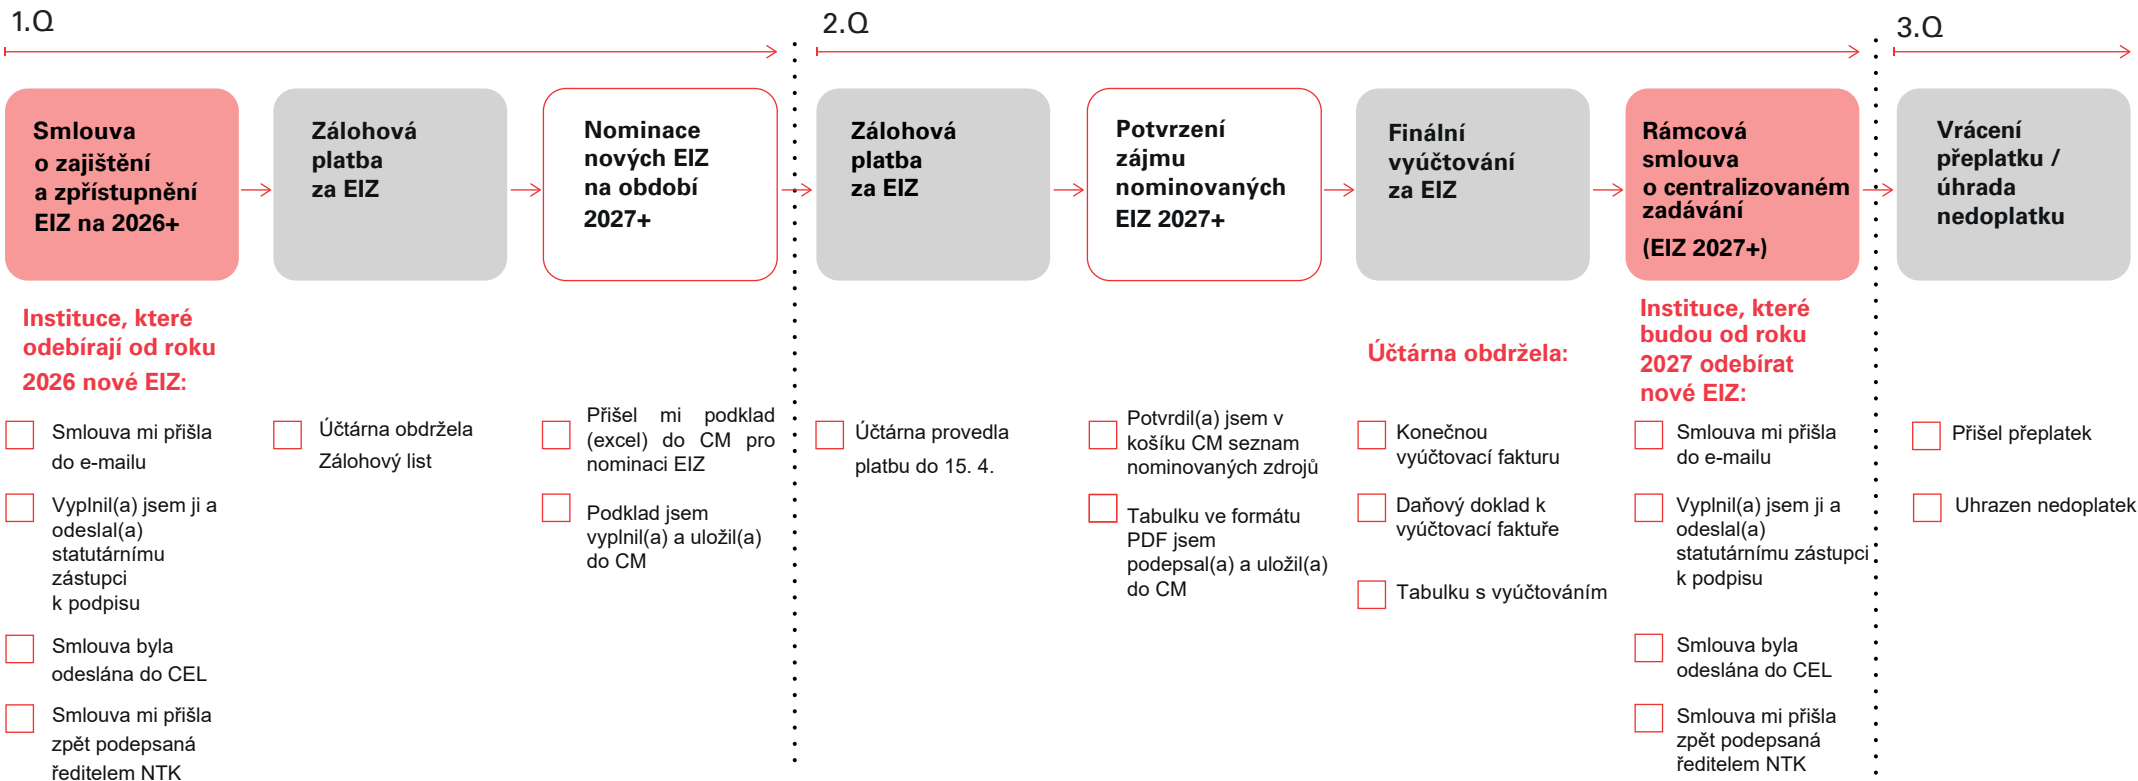 1.Q
2.Q
3.Q
Smlouva
o zajištění
a zpřístupnění
EIZ na 2026+
Zálohová
platba
za EIZ
Nominace
nových EIZ
na období
2027+
Zálohová
platba
za EIZ
Potvrzení
zájmu
nominovaných
EIZ 2027+
Finální
vyúčtování
za EIZ
Rámcová
smlouva
o centralizovaném
zadávání
(EIZ 2027+)
Vrácení
přeplatku /
úhrada
nedoplatku
Instituce, které
odebírají od roku
2026 nové EIZ:
Smlouva mi přišla
do e-mailu
Vyplnil(a) jsem ji a
odeslal(a)
statutárnímu
zástupci
k podpisu
Smlouva byla
odeslána do CEL
Smlouva mi přišla
zpět podepsaná
ředitelem NTK
Účtárna obdržela
Zálohový list
Přišel mi podklad
(excel) do CM pro
nominaci EIZ
Podklad jsem
vyplnil(a) a uložil(a)
do CM
Účtárna provedla
platbu do 15. 4.
Potvrdil(a) jsem v
košíku CM seznam
nominovaných zdrojů
Tabulku ve formátu
PDF jsem
podepsal(a) a uložil(a)
do CM
Účtárna obdržela:
Konečnou
vyúčtovací fakturu
Daňový doklad k
vyúčtovací faktuře
Tabulku s vyúčtováním
Instituce, které
budou od roku
2027 odebírat
nové EIZ:
Smlouva mi přišla
do e-mailu
Vyplnil(a) jsem ji a
odeslal(a)
statutárnímu zástupci
k podpisu
Smlouva byla
odeslána do CEL
Smlouva mi přišla
zpět podepsaná
ředitelem NTK
Přišel přeplatek
Uhrazen nedoplatek